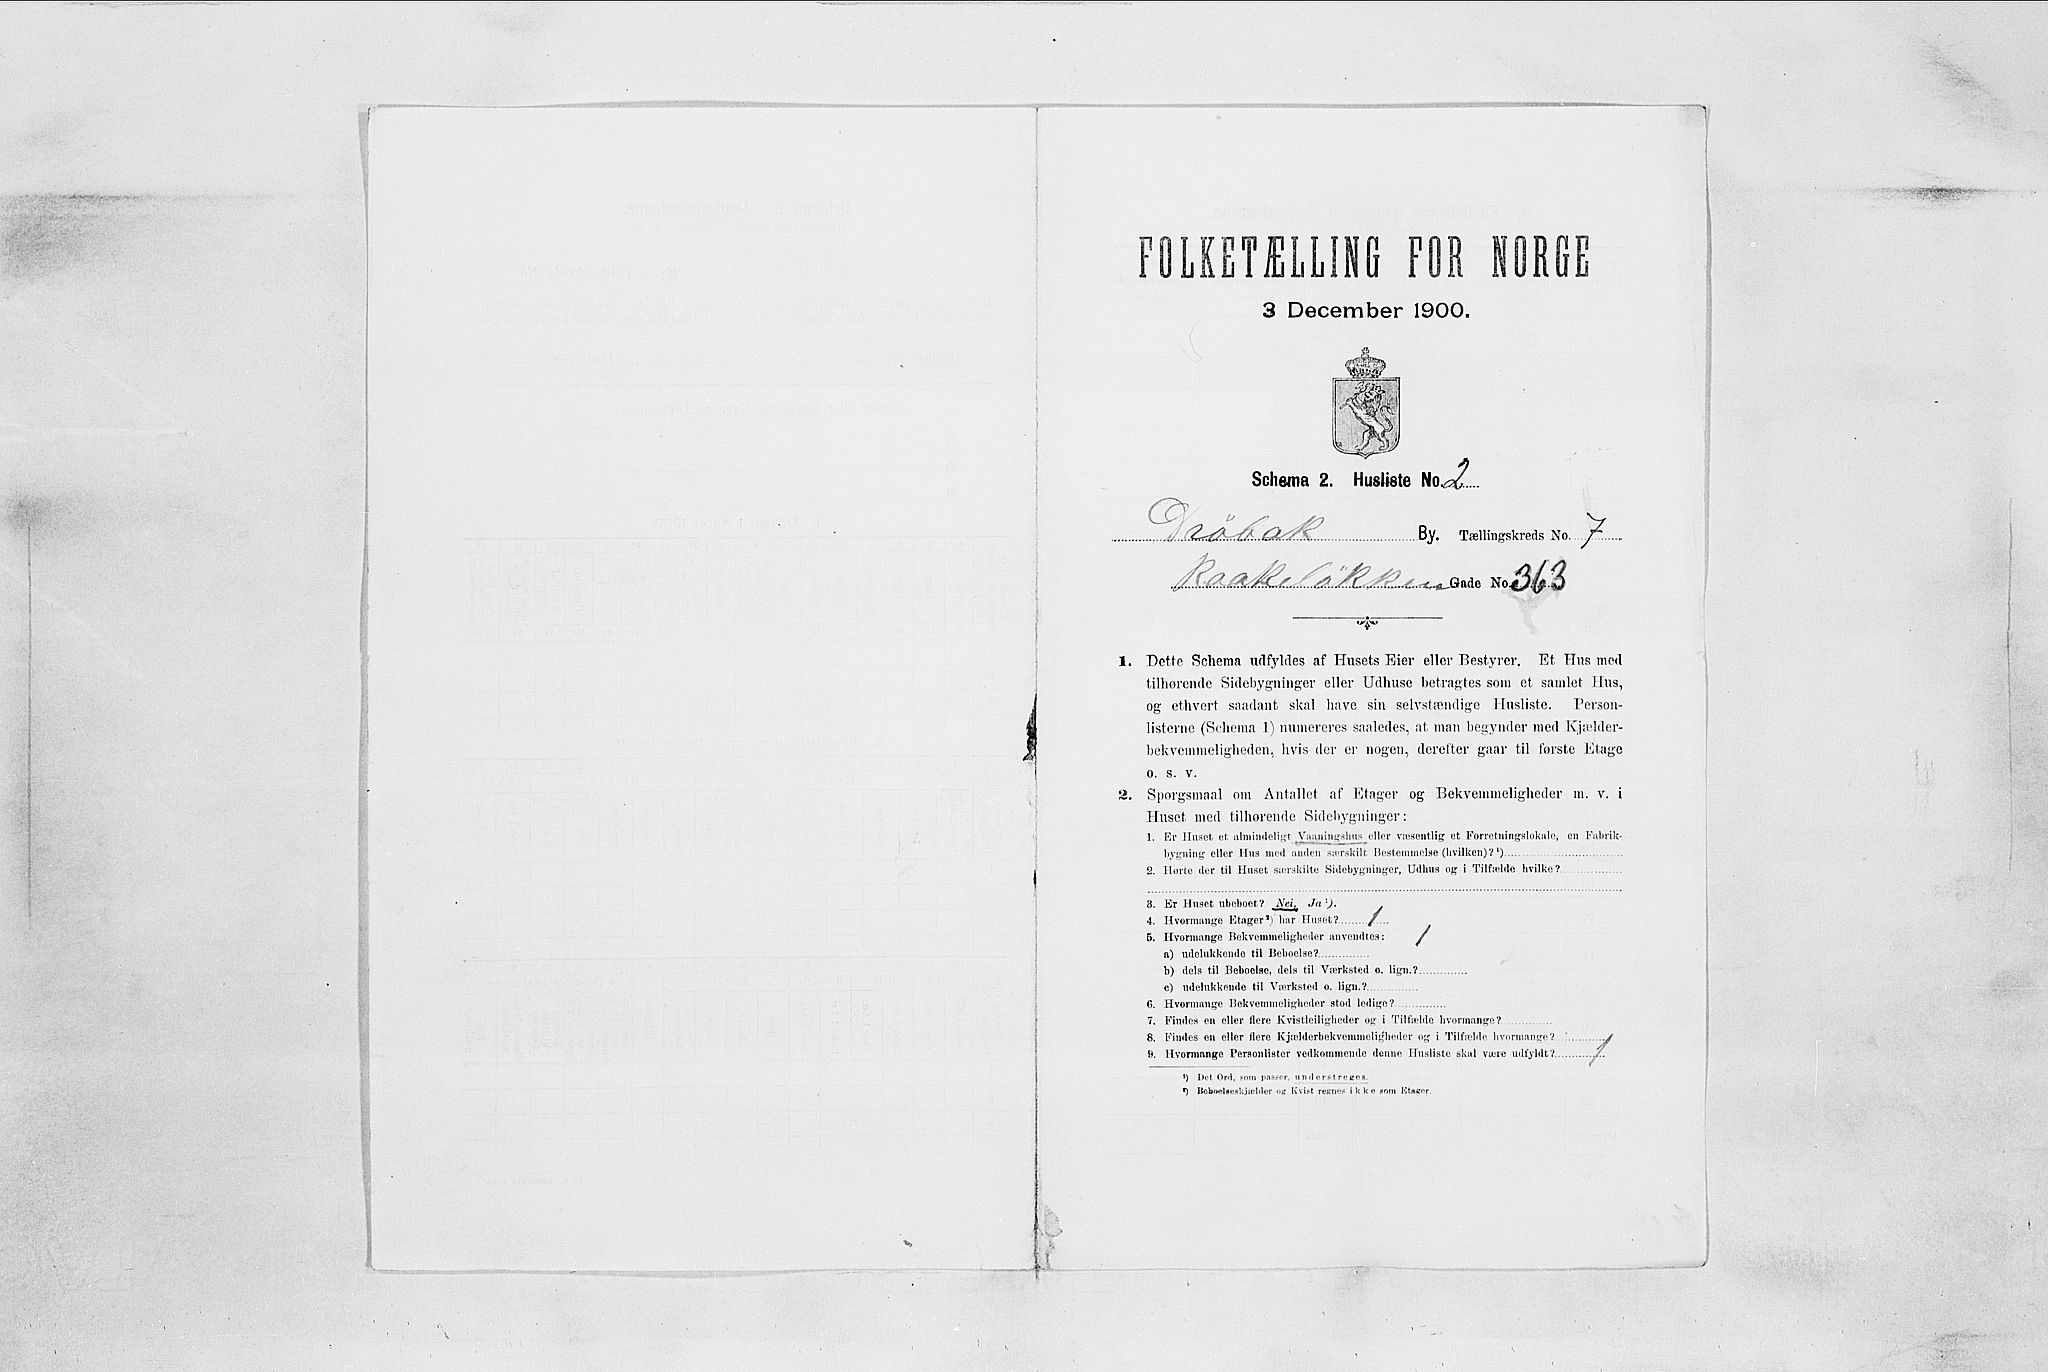 FOLKETÆLLING FOR NORGE
3 December 1900.
Schema 2. Husliste No. 2
Dröbak By. Tællingskreds No. 7
Raakelökken Gade No. 363
1. Dette Schema udfyldes af Husets Eier eller Bestyrer. Et Hus med
tilhørende Sidebygninger eller Udhuse betragtes som et samlet Hus,
og ethvert saadant skal have sin selvstændige Husliste. Person-
listerne (Schema 1) numereres saaledes, at man begynder med Kjælder-
bekvemmeligheden, hvis der er nogen, derefter gaar til første Etage
o. s. v.
2. Spørgsmaal om Antallet af Etager og Bekvemmeligheder m. v. i
Huset med tilhørende Sidebygninger:
1. Er Huset et almindeligt Vaaningshus eller væsentlig et Forretningslokale, en Fabrik-
bygning eller Hus med anden særskilt Bestemmelse (hvilken)? ¹)
2. Hørte der til Huset særskilte Sidebygninger, Udhus og i Tilfælde hvilke?
3. Er Huset ubeboet? Nei. Ja ¹).
4. Hvormange Etager ²) har Huset? 1
5. Hvormange Bekvemmeligheder anvendtes: 1
a) udelukkende til Beboelse?
b) dels til Beboelse, dels til Værksted o. lign.?
c) udelukkende til Værksted o. lign.?
6. Hvormange Bekvemmeligheder stod ledige?
7. Findes en eller flere Kvistleiligheder og i Tilfælde hvormange?
8. Findes en eller flere Kjælderbekvemmeligheder og i Tilfælde hvormange?
9. Hvormange Personlister vedkommende denne Husliste skal være udfyldt? 1
¹) Det Ord, som passer, understreges.
²) Beboelseskjælder og Kvist regnes ikke som Etager.